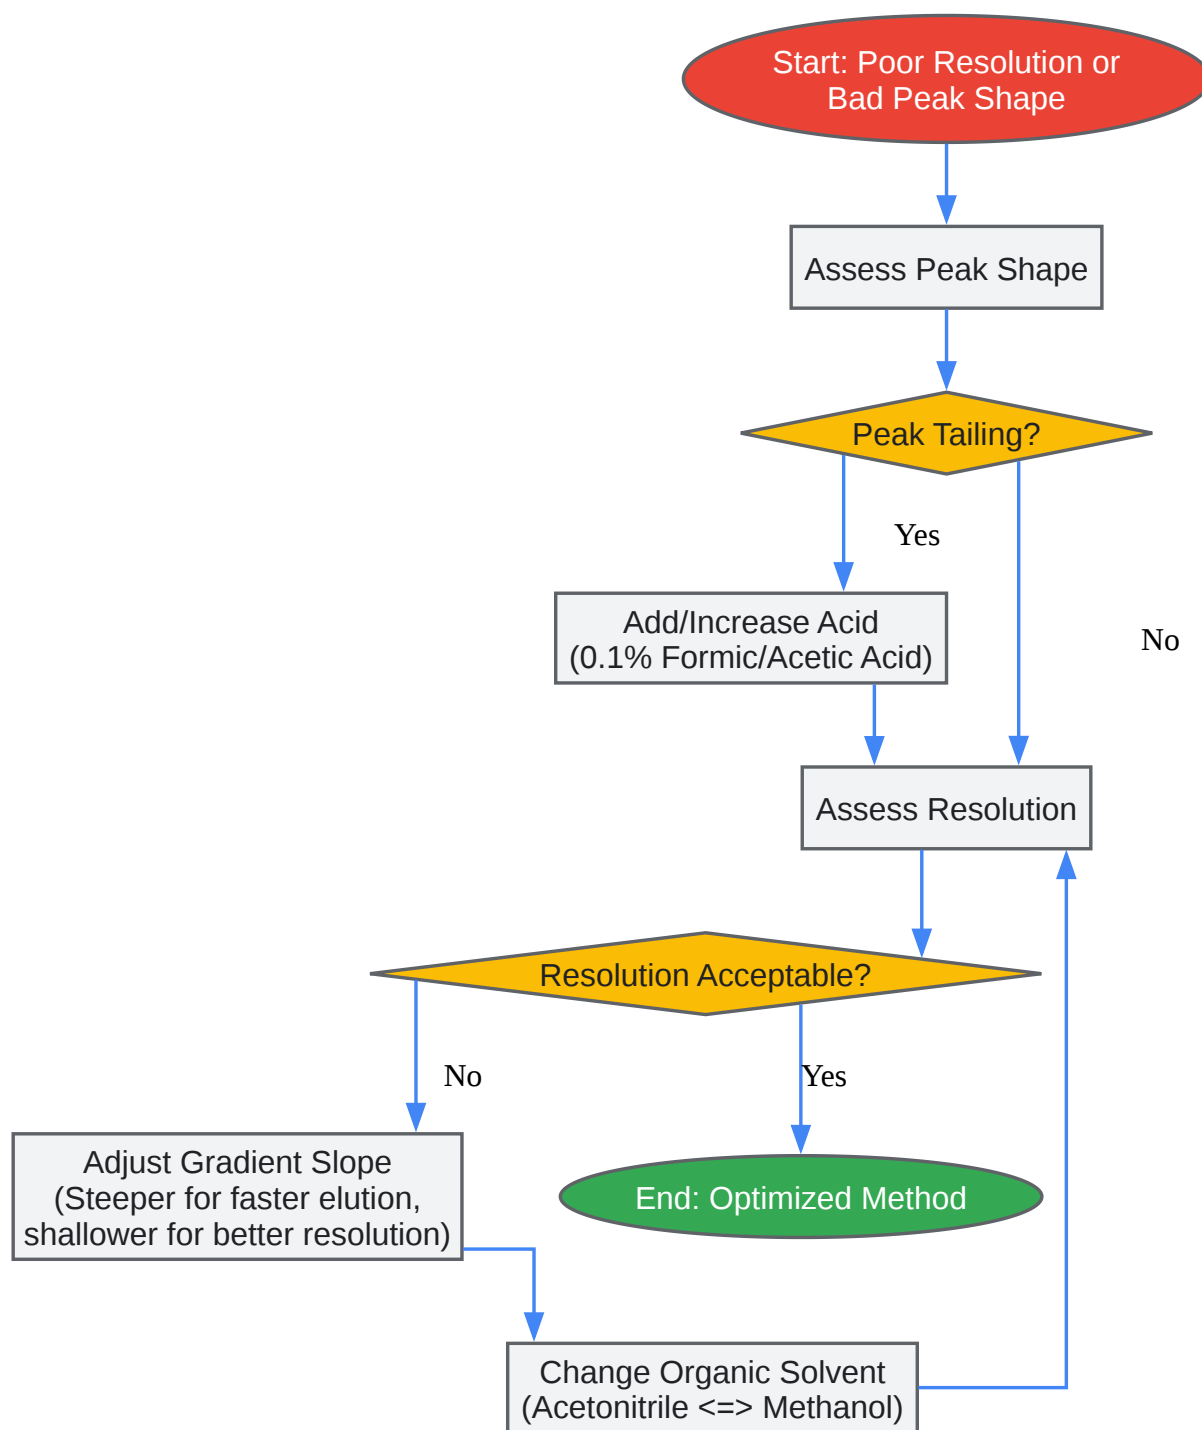 Start: Poor Resolution or
Bad Peak Shape
Assess Peak Shape
Peak Tailing?
Yes
Add/Increase Acid
(0.1% Formic/Acetic Acid)
No
Assess Resolution
Resolution Acceptable?
No
Yes
Adjust Gradient Slope
(Steeper for faster elution,
shallower for better resolution)
End: Optimized Method
Change Organic Solvent
(Acetonitrile <=> Methanol)